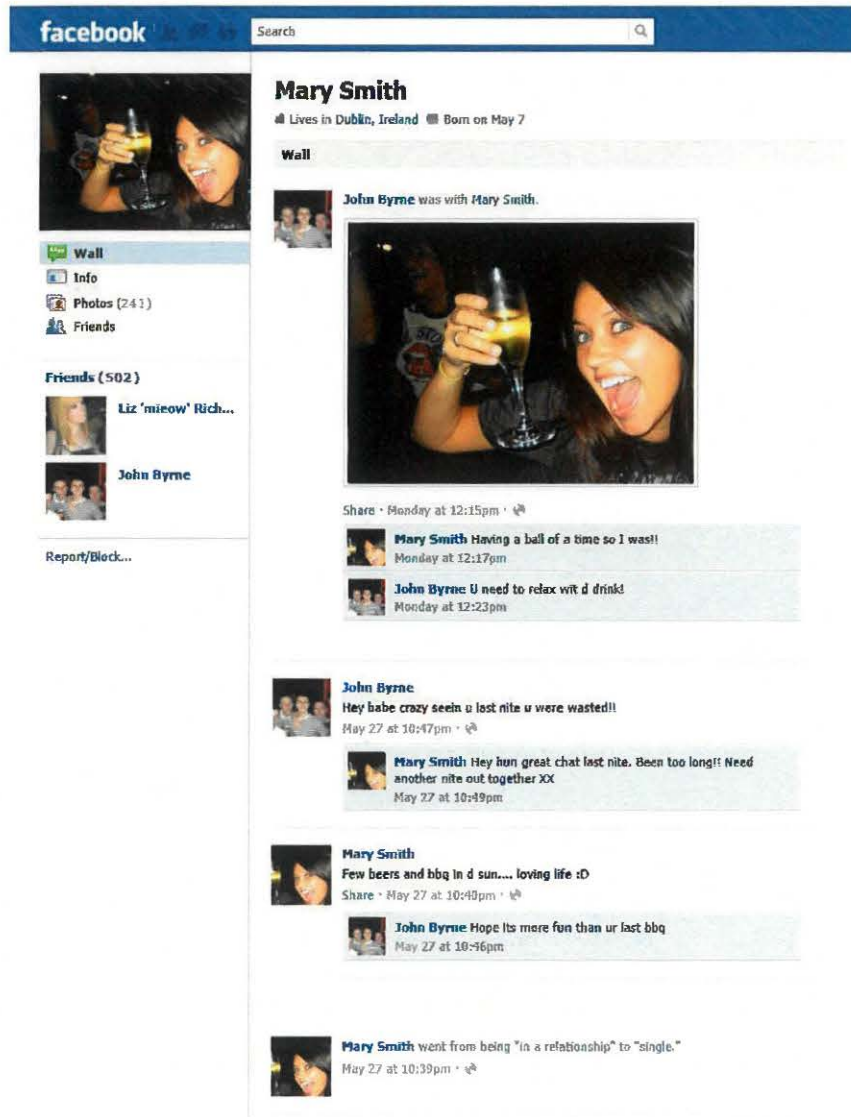 facebook
Search
Mary Smith
Lives in Dublin, Ireland Born on May 7
Wall
John Byrne was with Mary Smith.
Wall
Info
Photos (241)
Friends
Friends (502)
Liz 'mieow' Rich...
John Byrne
Report/Block...
Share · Monday at 12:15pm ·
Mary Smith Having a ball of a time so I was!!
Monday at 12:17pm
John Byrne U need to relax wit d drink!
Monday at 12:23pm
John Byrne
Hey babe crazy seein u last nite u were wasted!!
May 27 at 10:47pm ·
Mary Smith Hey hun great chat last nite. Been too long!! Need
another nite out together XX
May 27 at 10:49pm
Mary Smith
Few beers and bbq in d sun.... loving life :D
Share · May 27 at 10:40pm ·
John Byrne Hope its more fun than ur last bbq
May 27 at 10:46pm
Mary Smith went from being "in a relationship" to "single."
May 27 at 10:39pm ·